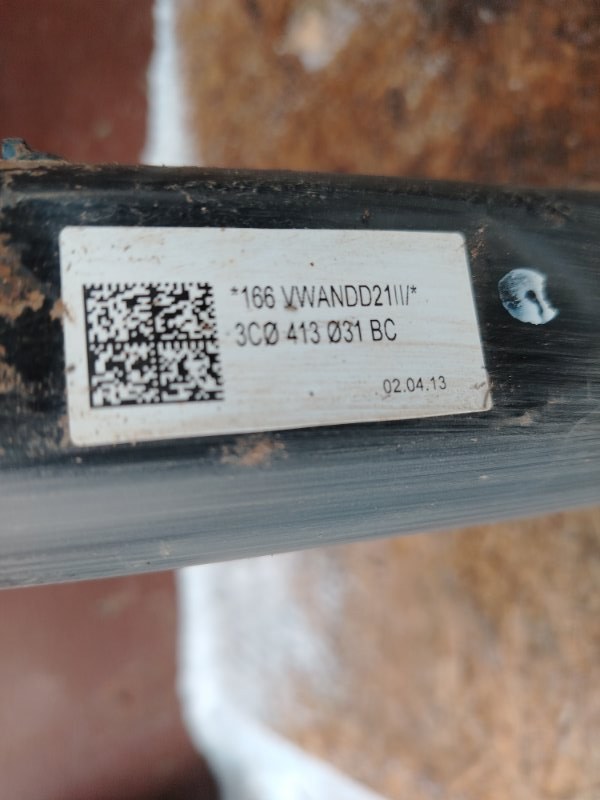 *166 VWANDD21III/*
3CØ 413 Ø31 BC
02.04.13